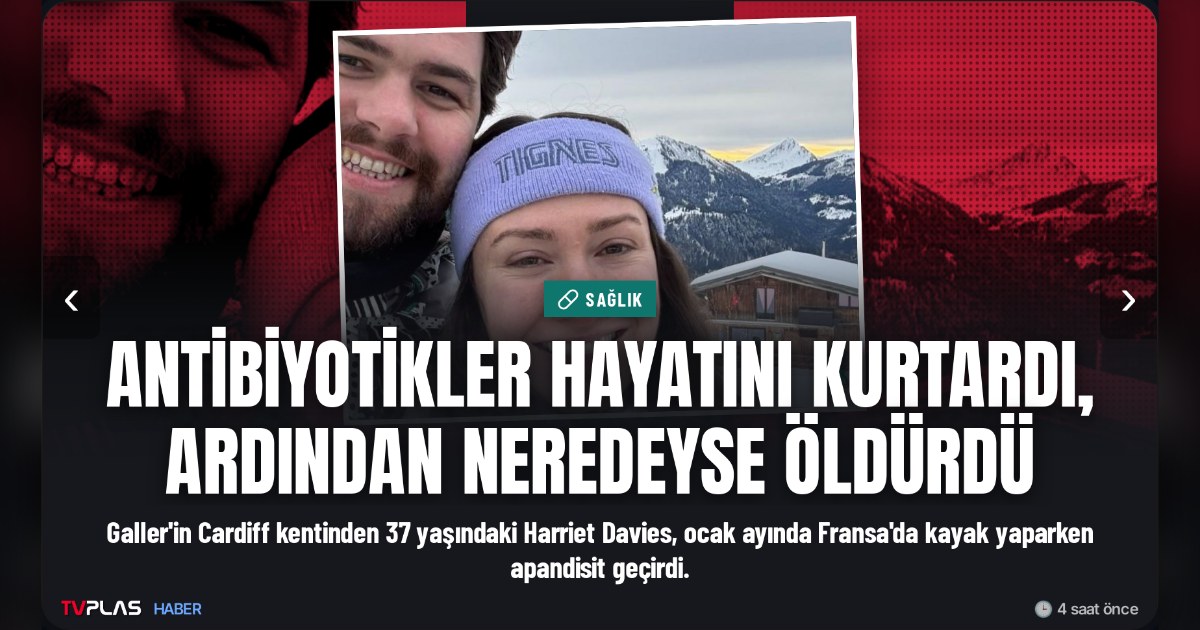 TIGNES
SAĞLIK
ANTİBİYOTİKLER HAYATINI KURTARDI,
ARDINDAN NEREDEYSE ÖLDÜRDÜ
Galler'in Cardiff kentinden 37 yaşındaki Harriet Davies, ocak ayında Fransa'da kayak yaparken
apandisit geçirdi.
TVPLAS HABER
4 saat önce